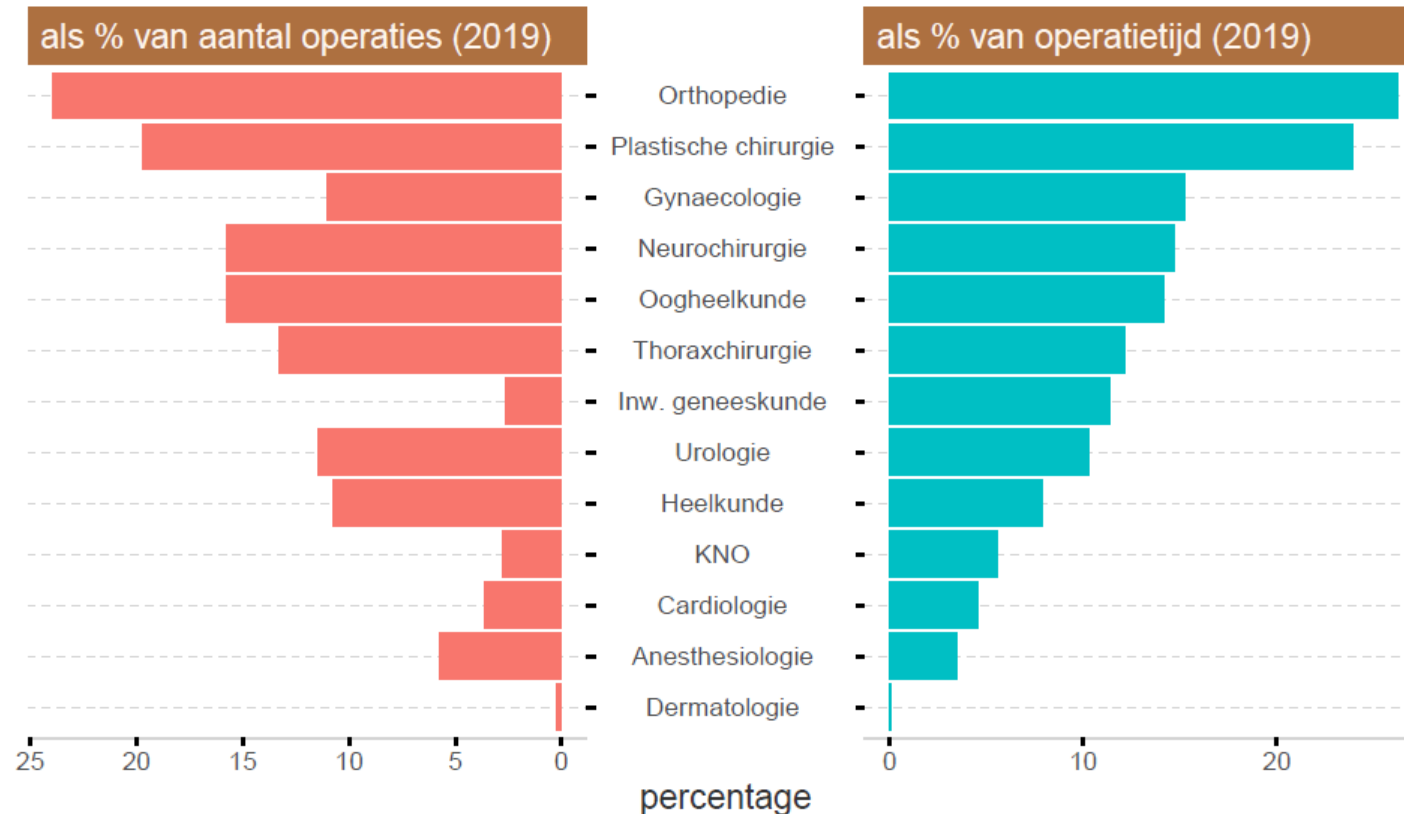 als % van aantal operaties (2019)
als % van operatietijd (2019)
Orthopedie
Plastische chirurgie
Gynaecologie
Neurochirurgie
Oogheelkunde
Thoraxchirurgie
Inw. geneeskunde
Urologie
Heelkunde
KNO
Cardiologie
Anesthesiologie
Dermatologie
25 20 15 10 5 0
0 10 20
percentage